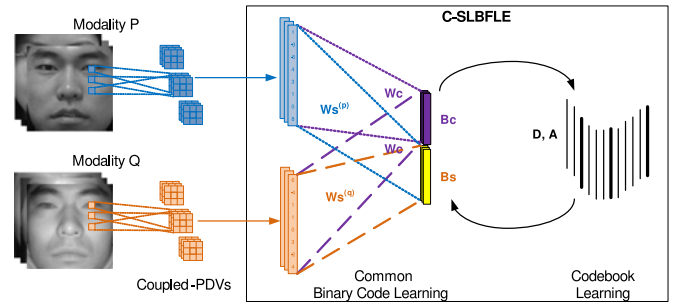 Modality P
C-SLBFLE
Wc
Ws(p)
Bc
Wc
D, A
Modality Q
Bs
Ws(q)
Coupled-PDVs
Common
Binary Code Learning
Codebook
Learning